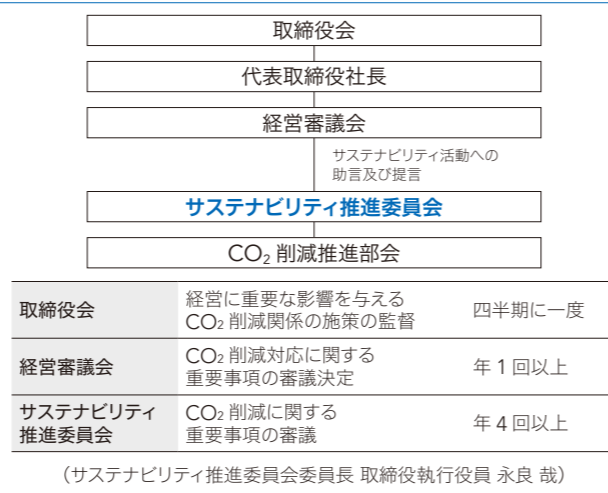 取締役会
代表取締役社長
経営審議会
サステナビリティ活動への
助言及び提言
サステナビリティ推進委員会
CO₂ 削減推進部会
取締役会
経営に重要な影響を与える
CO₂ 削減関係の施策の監督
四半期に一度
経営審議会
CO₂ 削減対応に関する
重要事項の審議決定
年 1 回以上
サステナビリティ
推進委員会
CO₂ 削減に関する
重要事項の審議
年 4 回以上
（サステナビリティ推進委員会委員長 取締役執行役員 永良 哉）